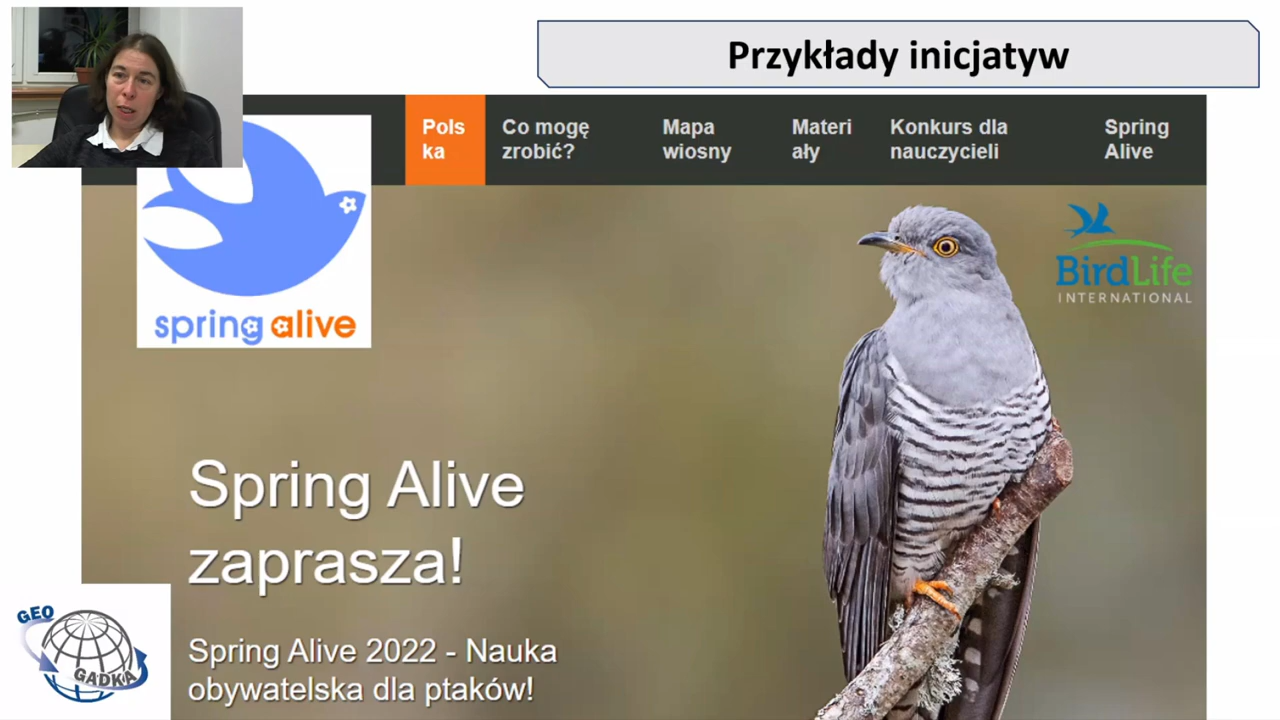 Przykłady inicjatyw
Pols
ka
Co mogę
zrobić?
Mapa
wiosny
Materi
ały
Konkurs dla
nauczycieli
Spring
Alive
spring alive
BirdLife
INTERNATIONAL
Spring Alive
zaprasza!
Spring Alive 2022 - Nauka
obywatelska dla ptaków!
GEO
GADKA